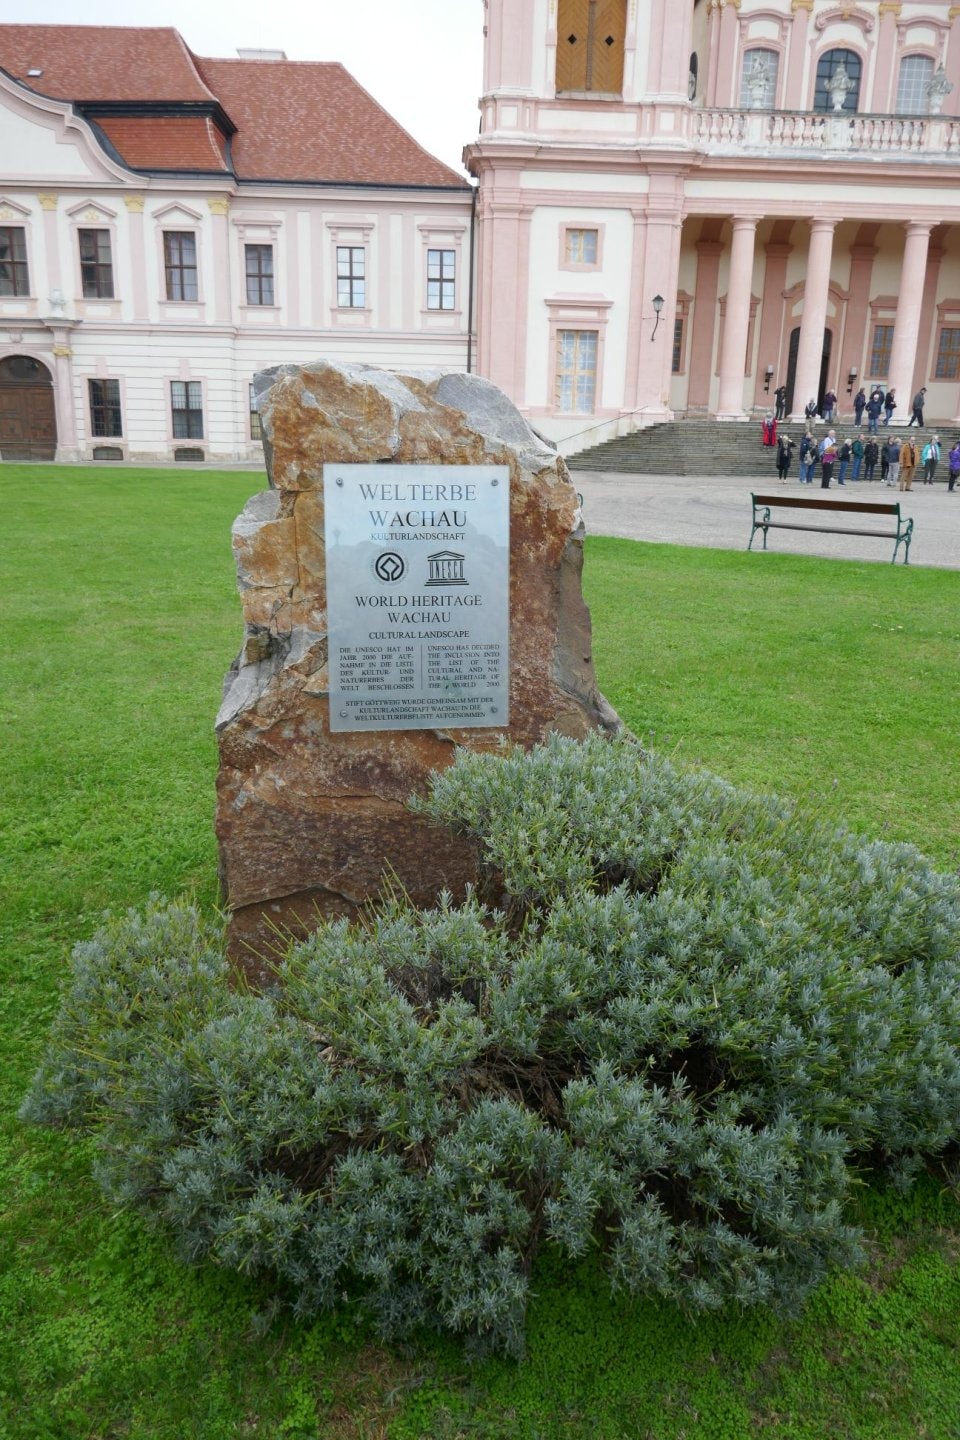 WELTERBE
WACHAU
KULTURLANDSCHAFT
UNESCO
WORLD HERITAGE
WACHAU
CULTURAL LANDSCAPE
DIE UNESCO HAT IM
JAHR 2000 DIE AUF-
NAHME IN DIE LISTE
DES KULTUR- UND
NATURERBES DER
WELT BESCHLOSSEN
UNESCO HAS DECIDED
THE INCLUSION INTO
THE LIST OF THE
CULTURAL AND NA-
TURAL HERITAGE OF
THE WORLD 2000
STIFT GÖTTWEIG WURDE GEMEINSAM MIT DER
KULTURLANDSCHAFT WACHAU IN DIE
WELTKULTURERBELISTE AUFGENOMMEN